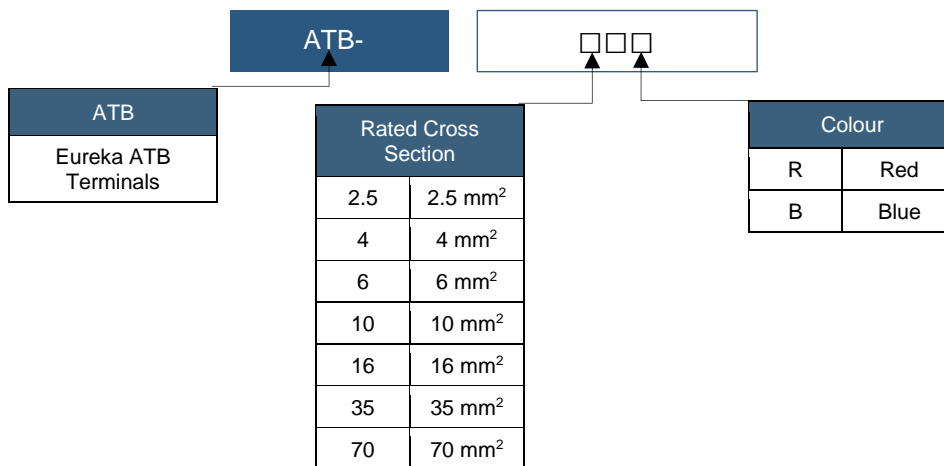 ATB- □□□
ATB
Eureka ATB
Terminals
Rated Cross
Section
2.5 2.5 mm²
4 4 mm²
6 6 mm²
10 10 mm²
16 16 mm²
35 35 mm²
70 70 mm²
Colour
R Red
B Blue